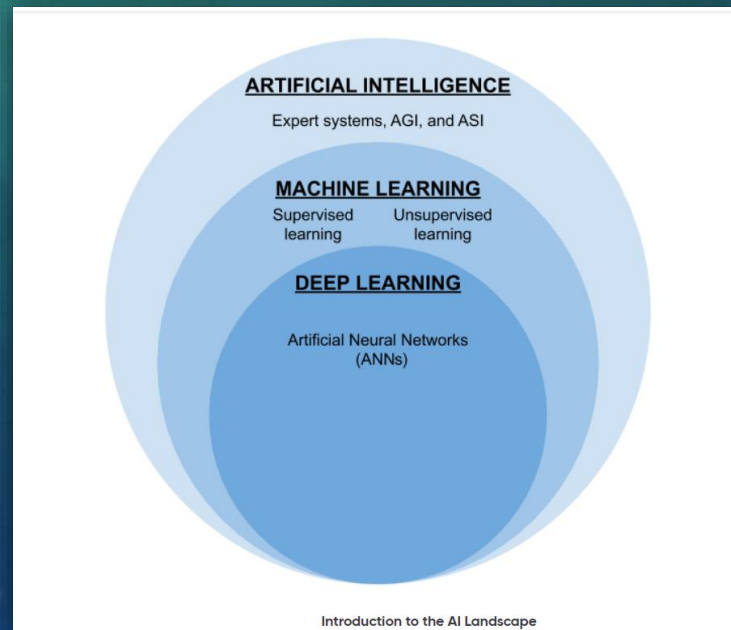 ARTIFICIAL INTELLIGENCE
Expert systems, AGI, and ASI
MACHINE LEARNING
Supervised learning
Unsupervised learning
DEEP LEARNING
Artificial Neural Networks
(ANNs)
Introduction to the AI Landscape